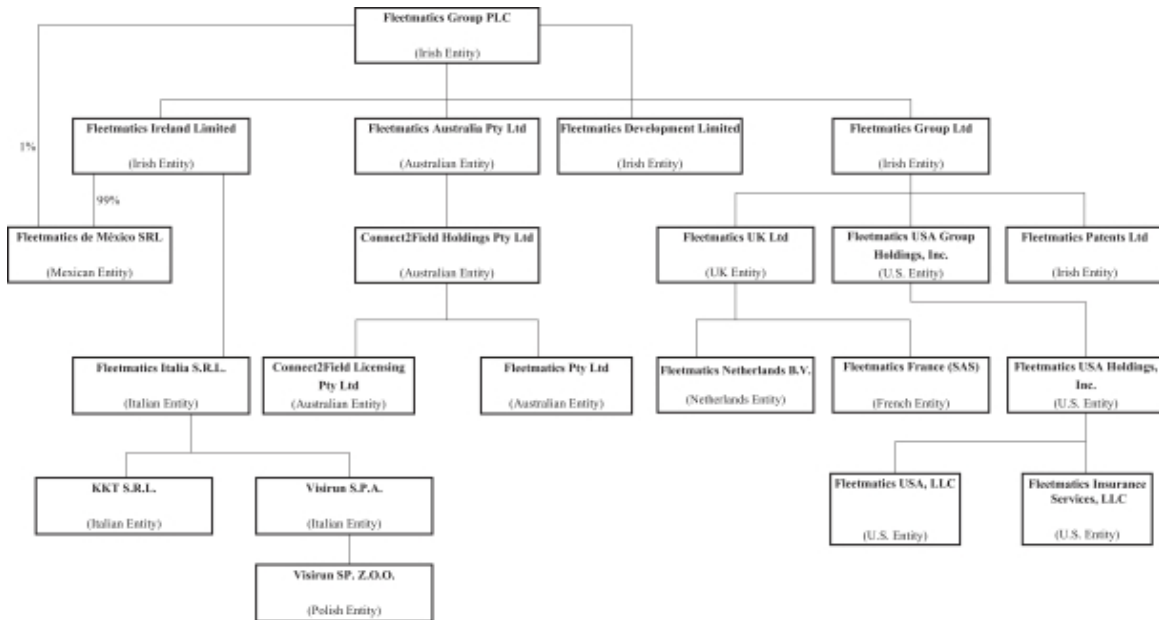 Fleetmatics Group PLC
(Irish Entity)
Fleetmatics Ireland Limited
(Irish Entity)
Fleetmatics Australia Pty Ltd
(Australian Entity)
Fleetmatics Development Limited
(Irish Entity)
Fleetmatics Group Ltd
(Irish Entity)
1%
99%
Fleetmatics de México SRL
(Mexican Entity)
Connect2Field Holdings Pty Ltd
(Australian Entity)
Fleetmatics UK Ltd
(UK Entity)
Fleetmatics USA Group
Holdings, Inc.
(U.S. Entity)
Fleetmatics Patents Ltd
(Irish Entity)
Fleetmatics Italia S.R.L.
(Italian Entity)
Connect2Field Licensing
Pty Ltd
(Australian Entity)
Fleetmatics Pty Ltd
(Australian Entity)
Fleetmatics Netherlands B.V.
(Netherlands Entity)
Fleetmatics France (SAS)
(French Entity)
Fleetmatics USA Holdings,
Inc.
(U.S. Entity)
KKT S.R.L.
(Italian Entity)
Visirun S.P.A.
(Italian Entity)
Fleetmatics USA, LLC
(U.S. Entity)
Fleetmatics Insurance
Services, LLC
(U.S. Entity)
Visirun SP. Z.O.O.
(Polish Entity)